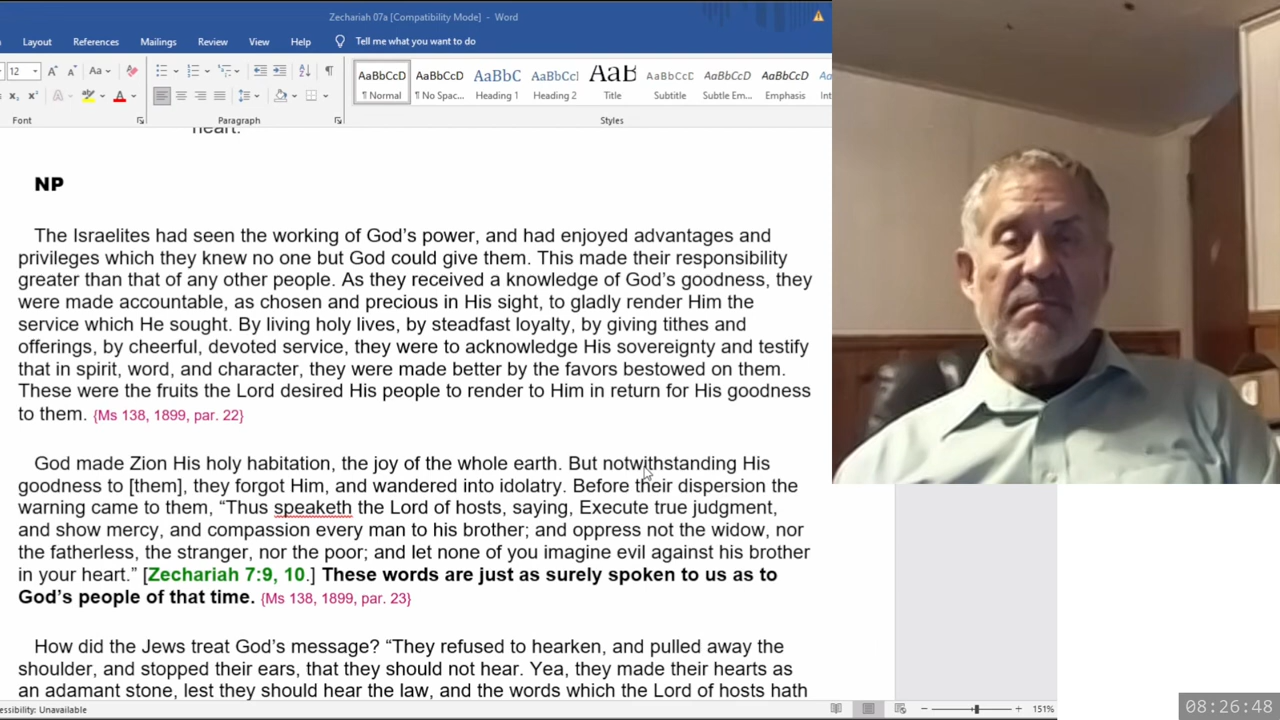 Zechariah 07a [Compatibility Mode] - Word
Layout References Mailings Review View Help Tell me what you want to do
12 Aa
AaBbCcD AaBbCcD AaBbC AaBbCcI AaB AaBbCcD AaBbCcD AaBbCcD
¶ Normal ¶ No Spac... Heading 1 Heading 2 Title Subtitle Subtle Em... Emphasis
Font Paragraph Styles
heart.
NP
The Israelites had seen the working of God’s power, and had enjoyed advantages and
privileges which they knew no one but God could give them. This made their responsibility
greater than that of any other people. As they received a knowledge of God’s goodness, they
were made accountable, as chosen and precious in His sight, to gladly render Him the
service which He sought. By living holy lives, by steadfast loyalty, by giving tithes and
offerings, by cheerful, devoted service, they were to acknowledge His sovereignty and testify
that in spirit, word, and character, they were made better by the favors bestowed on them.
These were the fruits the Lord desired His people to render to Him in return for His goodness
to them. {Ms 138, 1899, par. 22}
God made Zion His holy habitation, the joy of the whole earth. But notwithstanding His
goodness to [them], they forgot Him, and wandered into idolatry. Before their dispersion the
warning came to them, “Thus speaketh the Lord of hosts, saying, Execute true judgment,
and show mercy, and compassion every man to his brother; and oppress not the widow, nor
the fatherless, the stranger, nor the poor; and let none of you imagine evil against his brother
in your heart.” [Zechariah 7:9, 10.] These words are just as surely spoken to us as to
God’s people of that time. {Ms 138, 1899, par. 23}
How did the Jews treat God’s message? “They refused to hearken, and pulled away the
shoulder, and stopped their ears, that they should not hear. Yea, they made their hearts as
an adamant stone, lest they should hear the law, and the words which the Lord of hosts hath
essibility: Unavailable 151%
08:26:48